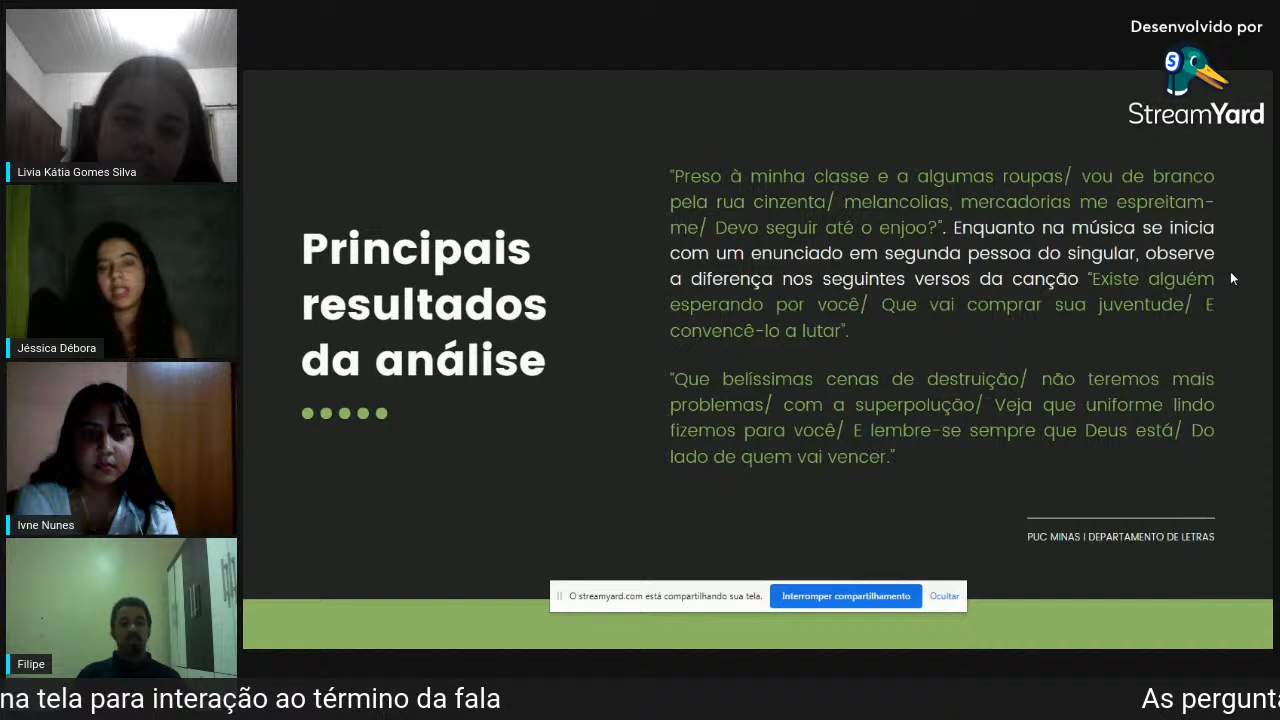 Desenvolvido por
StreamYard
Livia Kátia Gomes Silva
Jéssica Débora
Ivne Nunes
Filipe
Principais
resultados
da análise
“Preso à minha classe e a algumas roupas/ vou de branco
pela rua cinzenta/ melancolias, mercadorias me espreitam-
me/ Devo seguir até o enjoo?”. Enquanto na música se inicia
com um enunciado em segunda pessoa do singular, observe
a diferença nos seguintes versos da canção “Existe alguém
esperando por você/ Que vai comprar sua juventude/ E
convencê-lo a lutar”.
“Que belíssimas cenas de destruição/ não teremos mais
problemas/ com a superpolução/ Veja que uniforme lindo
fizemos para você/ E lembre-se sempre que Deus está/ Do
lado de quem vai vencer.”
PUC MINAS | DEPARTAMENTO DE LETRAS
O streamyard.com está compartilhando sua tela.
Interromper compartilhamento
Ocultar
na tela para interação ao término da fala
As pergunt